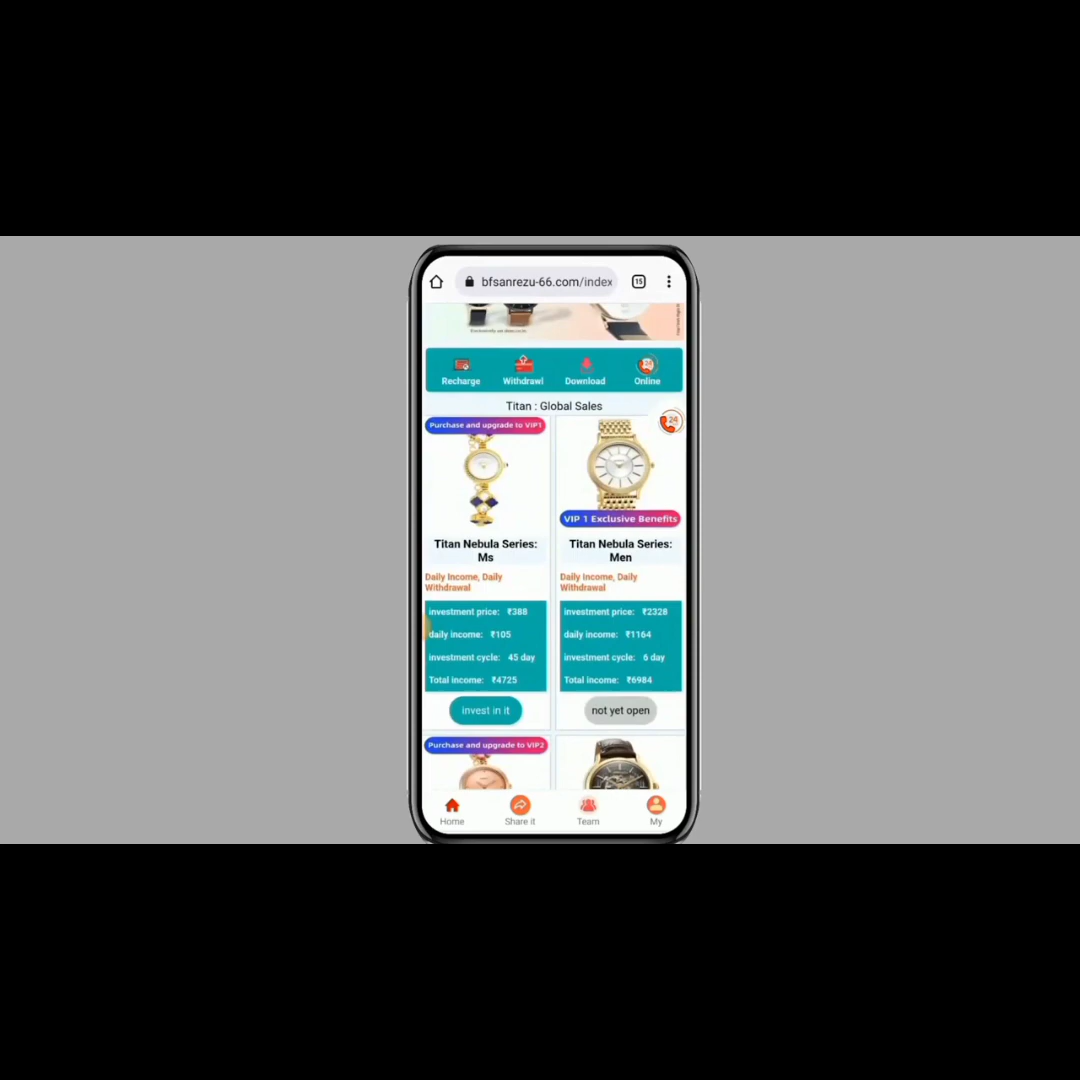 bfsanrezu-66.com/index
15
Recharge
Withdrawl
Download
24
Online
Titan : Global Sales
24
Purchase and upgrade to VIP1
VIP 1 Exclusive Benefits
Titan Nebula Series:
Ms
Titan Nebula Series:
Men
Daily Income, Daily
Withdrawal
Daily Income, Daily
Withdrawal
investment price: ₹388
daily income: ₹105
investment cycle: 45 day
Total income: ₹4725
investment price: ₹2328
daily income: ₹1164
investment cycle: 6 day
Total income: ₹6984
invest in it
not yet open
Purchase and upgrade to VIP2
Home
Share it
Team
My